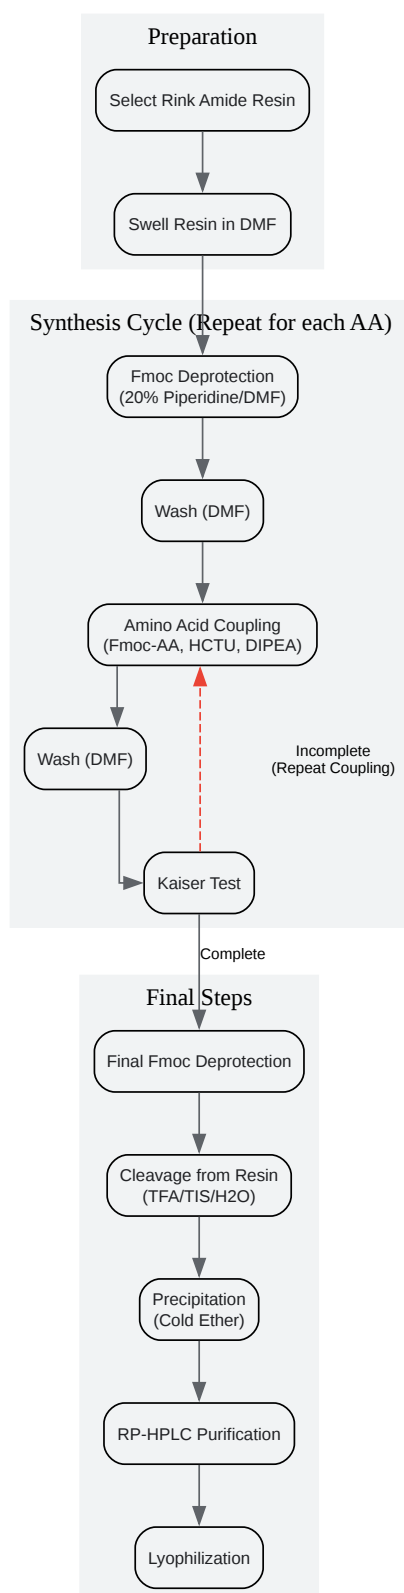 Preparation
Select Rink Amide Resin
Swell Resin in DMF
Synthesis Cycle (Repeat for each AA)
Fmoc Deprotection
(20% Piperidine/DMF)
Wash (DMF)
Amino Acid Coupling
(Fmoc-AA, HCTU, DIPEA)
Wash (DMF)
Incomplete
(Repeat Coupling)
Kaiser Test
Complete
Final Steps
Final Fmoc Deprotection
Cleavage from Resin
(TFA/TIS/H2O)
Precipitation
(Cold Ether)
RP-HPLC Purification
Lyophilization